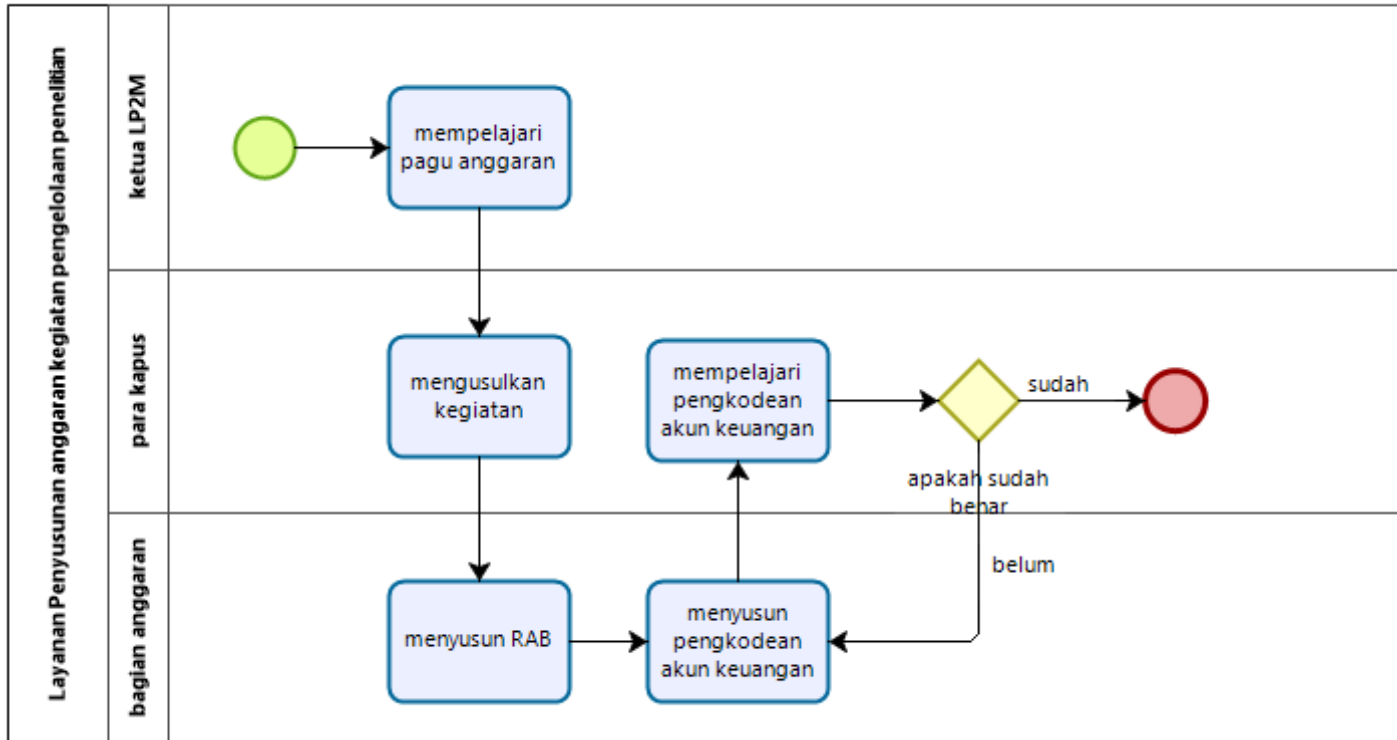 Layanan Penyusunan anggaran kegiatan pengelolaan penelitian
ketua LP2M
mempelajari
pagu anggaran
para kapus
mengusulkan
kegiatan
mempelajari
pengkodean
akun keuangan
sudah
apakah sudah
benar
bagian anggaran
menyusun RAB
menyusun
pengkodean
akun keuangan
belum